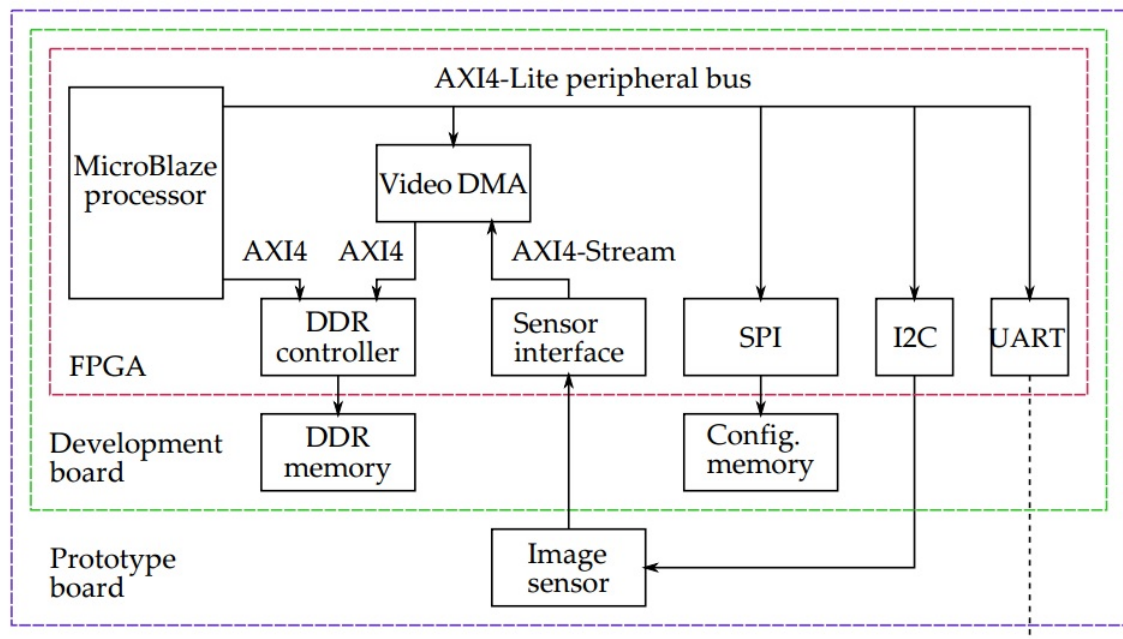 AXI4-Lite peripheral bus
MicroBlaze
processor
Video DMA
AXI4
AXI4
AXI4-Stream
DDR
controller
Sensor
interface
SPI
I2C
UART
FPGA
Development
board
DDR
memory
Config.
memory
Prototype
board
Image
sensor